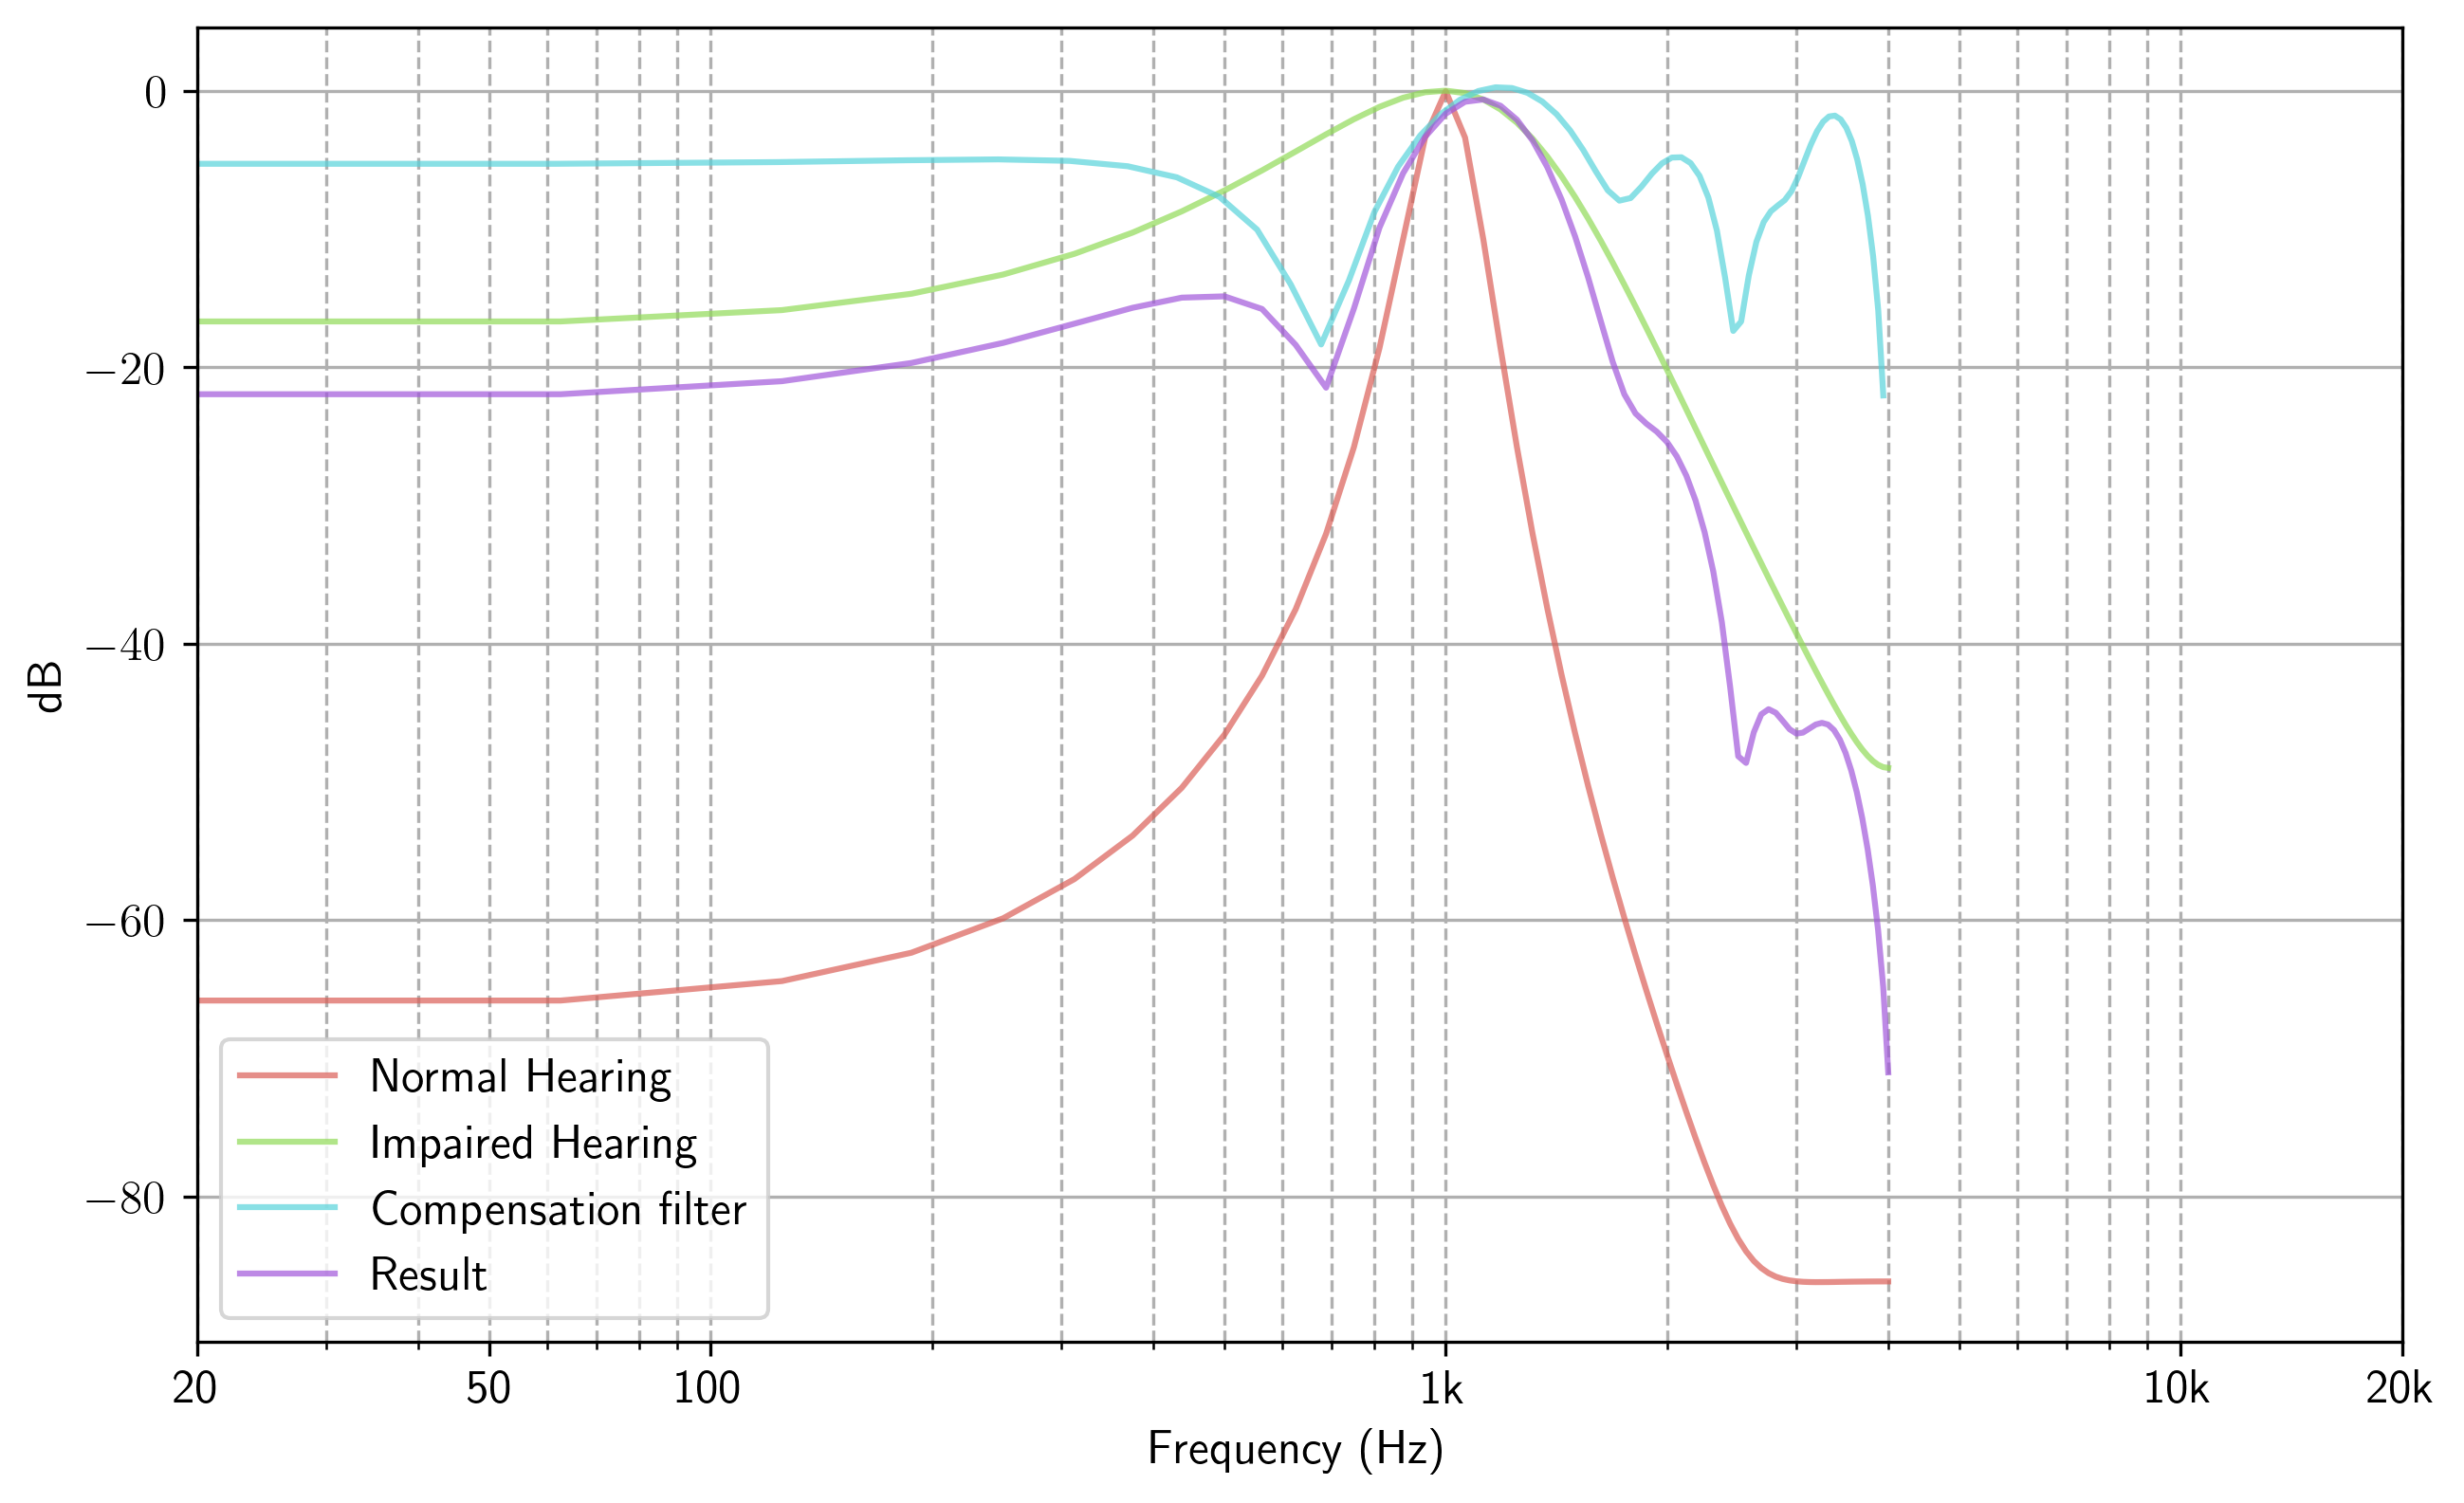 0
−20
−40
−60
−80
dB
Normal Hearing
Impaired Hearing
Compensation filter
Result
20 50 100 1k 10k 20k
Frequency (Hz)